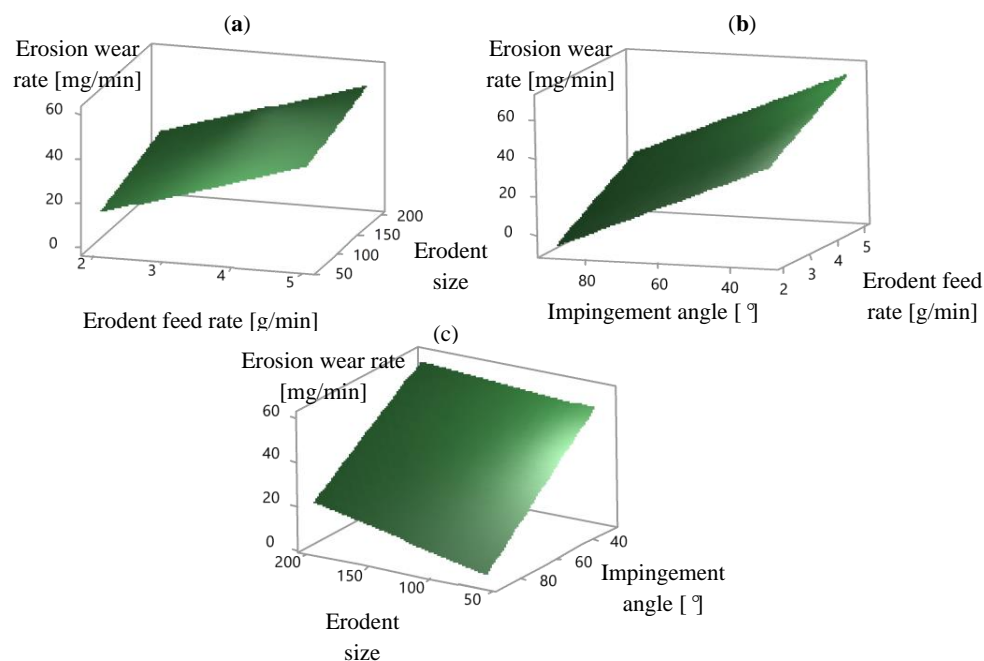 (a)
Erosion wear
rate [mg/min]
60
40
20
0
2
3
4
5
50
100
150
200
Erodent
size
Erodent feed rate [g/min]
(b)
Erosion wear
rate [mg/min]
60
40
20
0
80
60
40
2
3
4
5
Impingement angle [ °]
Erodent feed
rate [g/min]
(c)
Erosion wear rate
[mg/min]
60
40
20
0
200
150
100
50
80
60
40
Erodent
size
Impingement
angle [ °]